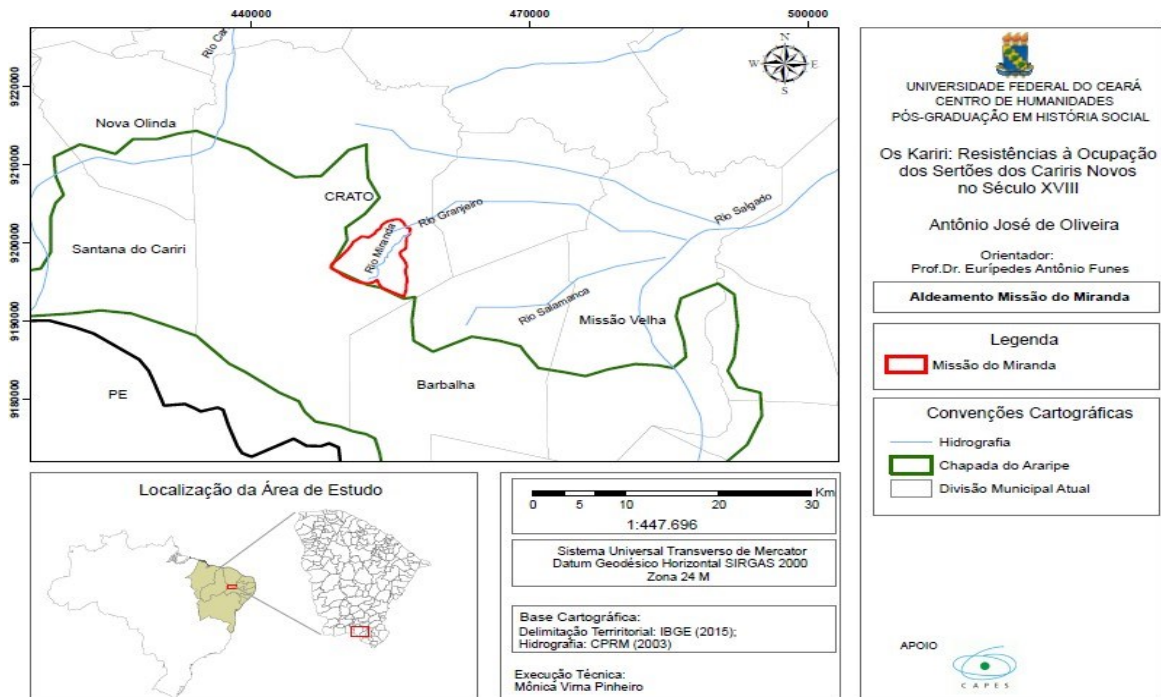 440000
470000
500000
9220000
9210000
9200000
9190000
918000
Rio Car
Nova Olinda
CRATO
Rio Granjeiro
Rio Miranda
Rio Salgado
Santana do Cariri
Rio Salamanca
Missão Velha
Barbalha
PE
N
W
E
S
UNIVERSIDADE FEDERAL DO CEARÁ
CENTRO DE HUMANIDADES
PÓS-GRADUAÇÃO EM HISTÓRIA SOCIAL
Os Kariri: Resistências à Ocupação
dos Sertões dos Cariris Novos
no Século XVIII
Antônio José de Oliveira
Orientador:
Prof.Dr. Eurípedes Antônio Funes
Aldeamento Missão do Miranda
Legenda
Missão do Miranda
Convenções Cartográficas
Hidrografia
Chapada do Araripe
Divisão Municipal Atual
APOIO
CAPES
Localização da Área de Estudo
Km
0 5 10 20 30
1:447.696
Sistema Universal Transverso de Mercator
Datum Geodésico Horizontal SIRGAS 2000
Zona 24 M
Base Cartográfica:
Delimitação Terriritorial: IBGE (2015);
Hidrografia: CPRM (2003)
Execução Técnica:
Mônica Virna Pinheiro